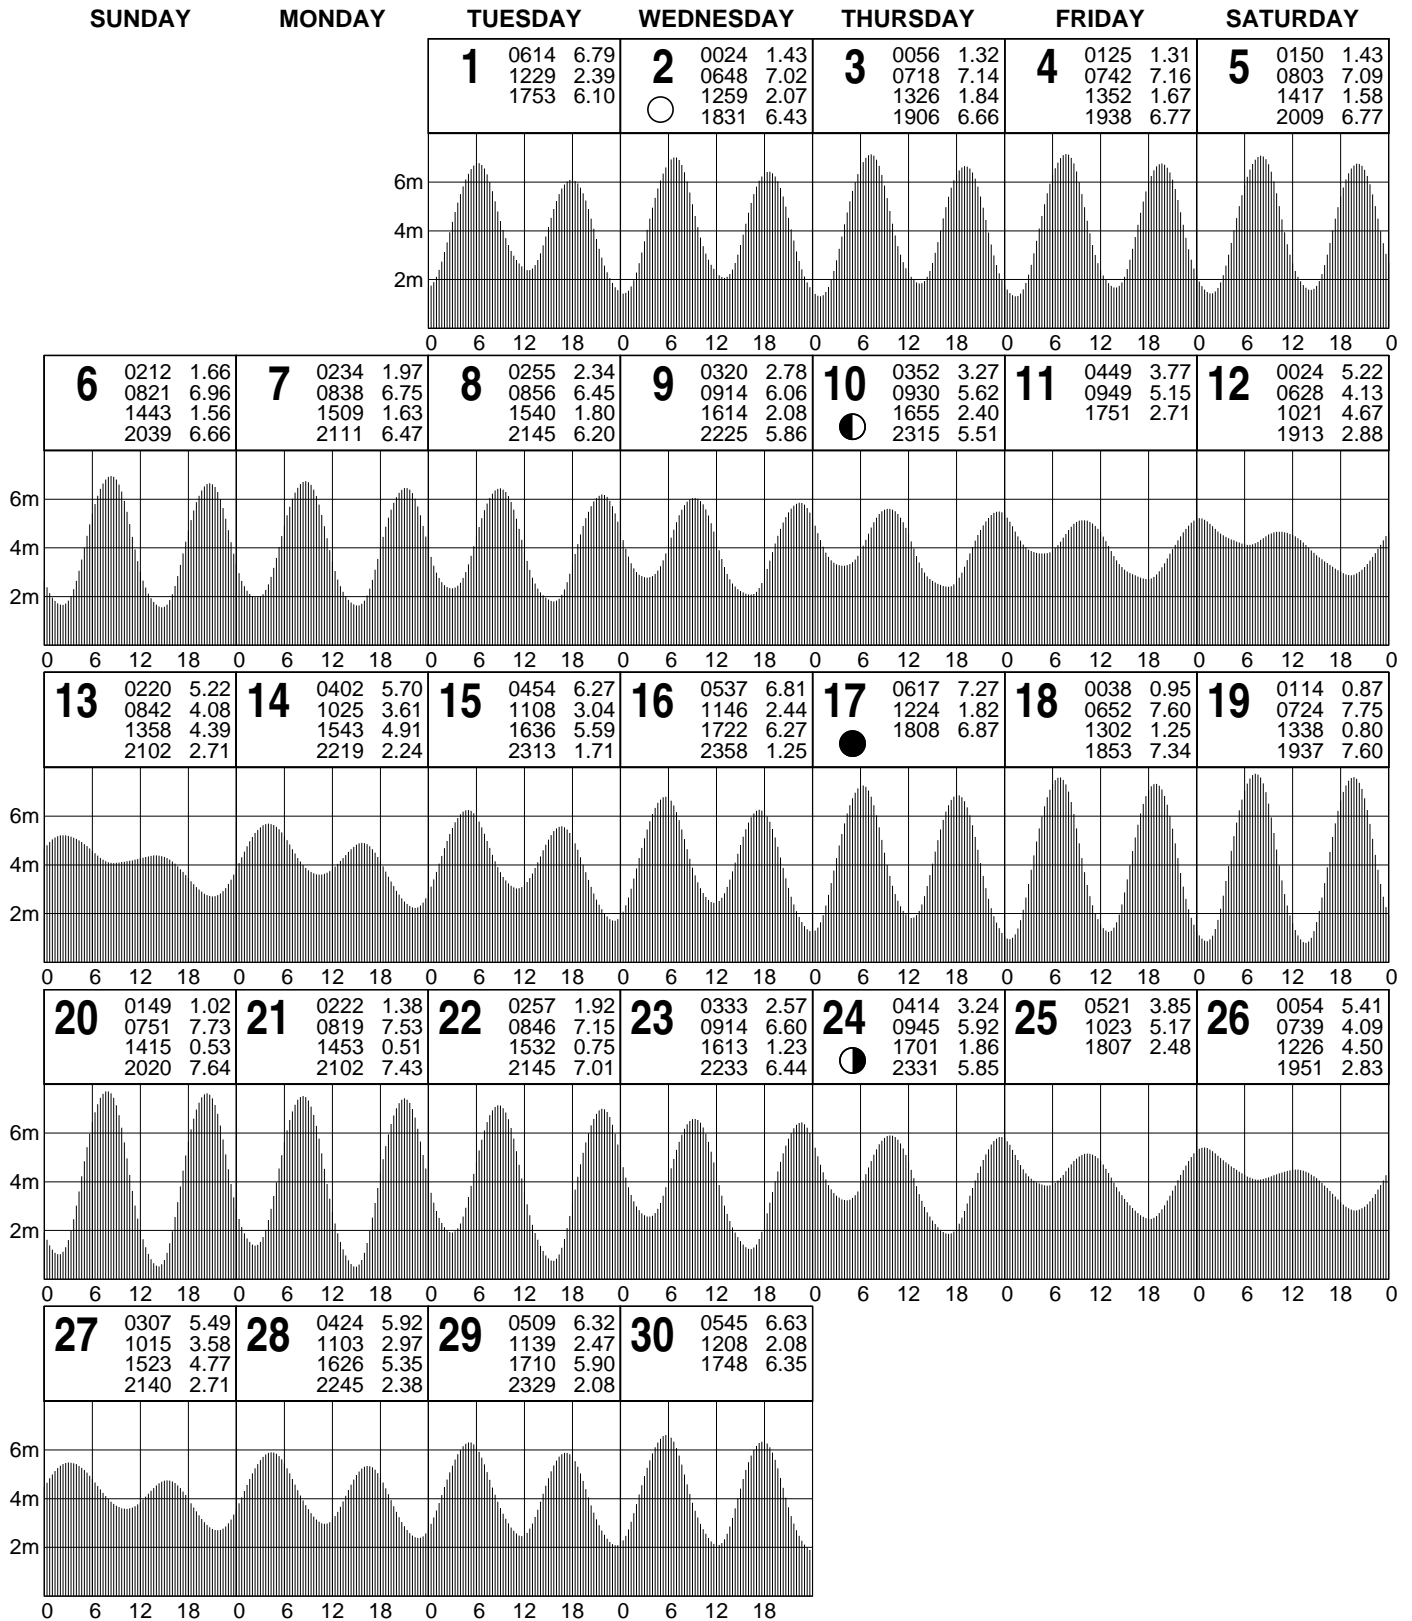 SUNDAY MONDAY TUESDAY WEDNESDAY THURSDAY FRIDAY SATURDAY
1 0614 6.79
1229 2.39
1753 6.10
2 0024 1.43
0648 7.02
1259 2.07
1831 6.43
3 0056 1.32
0718 7.14
1326 1.84
1906 6.66
4 0125 1.31
0742 7.16
1352 1.67
1938 6.77
5 0150 1.43
0803 7.09
1417 1.58
2009 6.77
6m
4m
2m
0 6 12 18 0 6 12 18 0 6 12 18 0 6 12 18 0 6 12 18 0
6 0212 1.66
0821 6.96
1443 1.56
2039 6.66
7 0234 1.97
0838 6.75
1509 1.63
2111 6.47
8 0255 2.34
0856 6.45
1540 1.80
2145 6.20
9 0320 2.78
0914 6.06
1614 2.08
2225 5.86
10 0352 3.27
0930 5.62
1655 2.40
2315 5.51
11 0449 3.77
0949 5.15
1751 2.71
12 0024 5.22
0628 4.13
1021 4.67
1913 2.88
6m
4m
2m
0 6 12 18 0 6 12 18 0 6 12 18 0 6 12 18 0 6 12 18 0 6 12 18 0 6 12 18 0
13 0220 5.22
0842 4.08
1358 4.39
2102 2.71
14 0402 5.70
1025 3.61
1543 4.91
2219 2.24
15 0454 6.27
1108 3.04
1636 5.59
2313 1.71
16 0537 6.81
1146 2.44
1722 6.27
2358 1.25
17 0617 7.27
1224 1.82
1808 6.87
18 0038 0.95
0652 7.60
1302 1.25
1853 7.34
19 0114 0.87
0724 7.75
1338 0.80
1937 7.60
6m
4m
2m
0 6 12 18 0 6 12 18 0 6 12 18 0 6 12 18 0 6 12 18 0 6 12 18 0 6 12 18 0
20 0149 1.02
0751 7.73
1415 0.53
2020 7.64
21 0222 1.38
0819 7.53
1453 0.51
2102 7.43
22 0257 1.92
0846 7.15
1532 0.75
2145 7.01
23 0333 2.57
0914 6.60
1613 1.23
2233 6.44
24 0414 3.24
0945 5.92
1701 1.86
2331 5.85
25 0521 3.85
1023 5.17
1807 2.48
26 0054 5.41
0739 4.09
1226 4.50
1951 2.83
6m
4m
2m
0 6 12 18 0 6 12 18 0 6 12 18 0 6 12 18 0 6 12 18 0 6 12 18 0 6 12 18 0
27 0307 5.49
1015 3.58
1523 4.77
2140 2.71
28 0424 5.92
1103 2.97
1626 5.35
2245 2.38
29 0509 6.32
1139 2.47
1710 5.90
2329 2.08
30 0545 6.63
1208 2.08
1748 6.35
6m
4m
2m
0 6 12 18 0 6 12 18 0 6 12 18 0 6 12 18